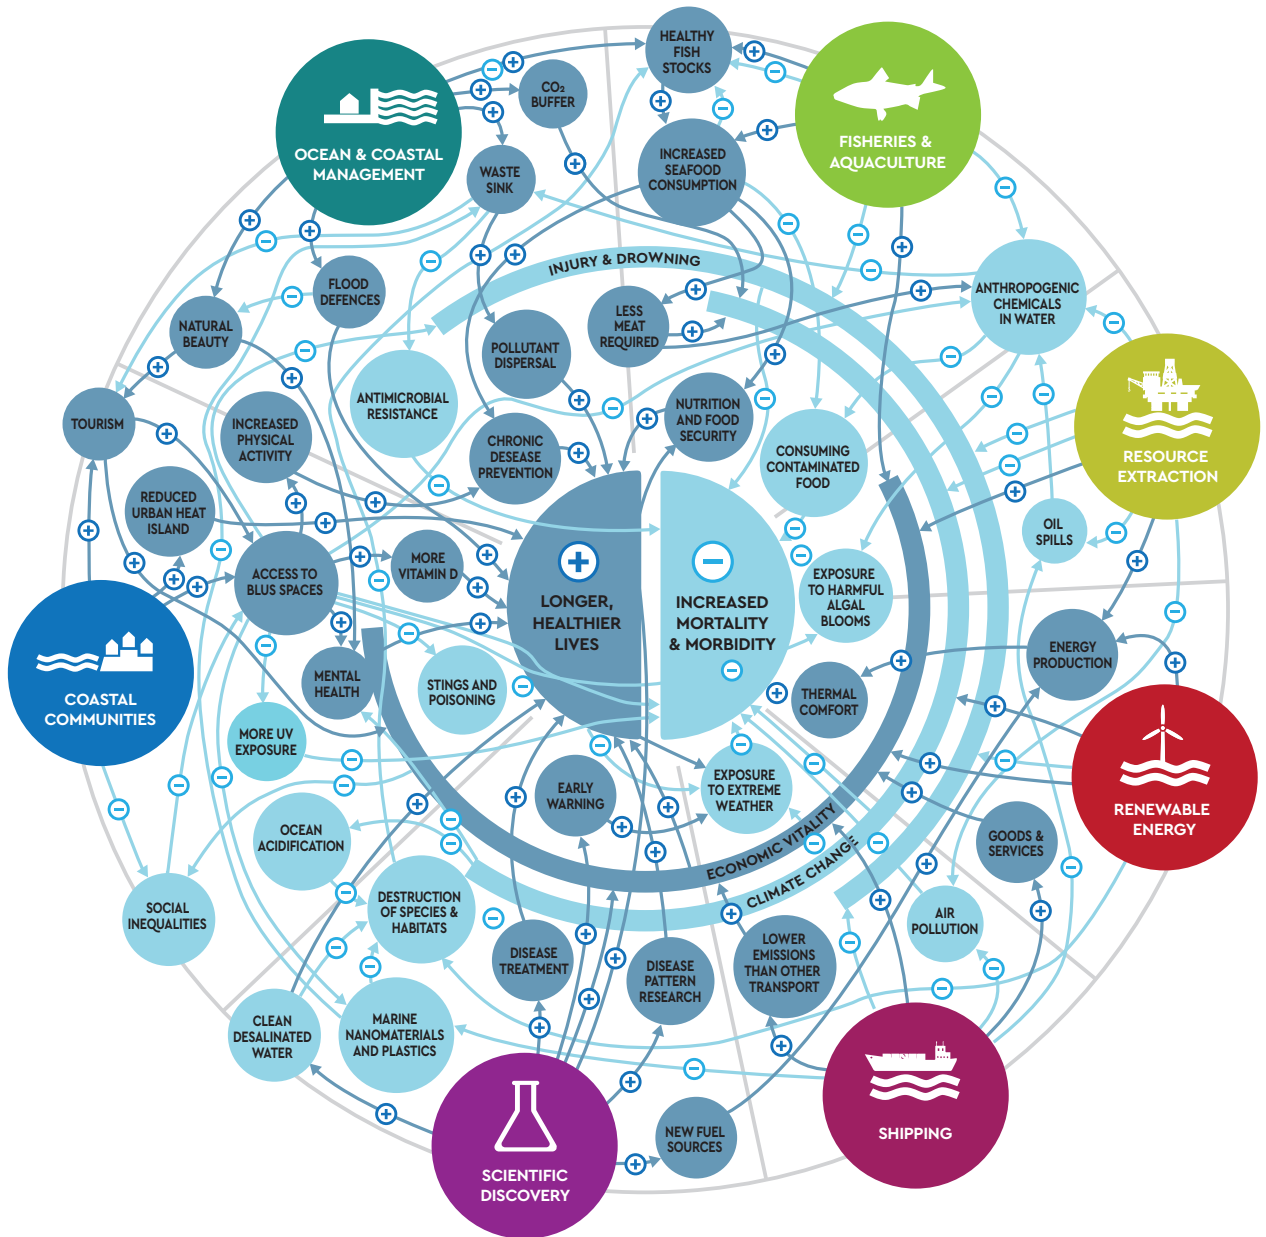 HEALTHY
FISH
STOCKS
CO₂
BUFFER
OCEAN & COASTAL
MANAGEMENT
FISHERIES &
AQUACULTURE
WASTE
SINK
INCREASED
SEAFOOD
CONSUMPTION
INJURY & DROWNING
FLOOD
DEFENCES
NATURAL
BEAUTY
LESS
MEAT
REQUIRED
ANTHROPOGENIC
CHEMICALS
IN WATER
POLLUTANT
DISPERSAL
ANTIMICROBIAL
RESISTANCE
TOURISM
INCREASED
PHYSICAL
ACTIVITY
CHRONIC
DESEASE
PREVENTION
NUTRITION
AND FOOD
SECURITY
CONSUMING
CONTAMINATED
FOOD
RESOURCE
EXTRACTION
REDUCED
URBAN HEAT
ISLAND
OIL
SPILLS
MORE
VITAMIN D
ACCESS TO
BLUS SPACES
LONGER,
HEALTHIER
LIVES
INCREASED
MORTALITY
& MORBIDITY
EXPOSURE
TO HARMFUL
ALGAL
BLOOMS
ENERGY
PRODUCTION
MENTAL
HEALTH
STINGS AND
POISONING
THERMAL
COMFORT
COASTAL
COMMUNITIES
MORE UV
EXPOSURE
EARLY
WARNING
EXPOSURE
TO EXTREME
WEATHER
RENEWABLE
ENERGY
OCEAN
ACIDIFICATION
ECONOMIC VITALITY
CLIMATE CHANGE
GOODS &
SERVICES
SOCIAL
INEQUALITIES
DESTRUCTION
OF SPECIES &
HABITATS
AIR
POLLUTION
DISEASE
TREATMENT
DISEASE
PATTERN
RESEARCH
LOWER
EMISSIONS
THAN OTHER
TRANSPORT
CLEAN
DESALINATED
WATER
MARINE
NANOMATERIALS
AND PLASTICS
SHIPPING
NEW FUEL
SOURCES
SCIENTIFIC
DISCOVERY